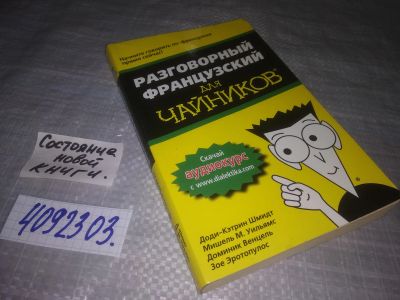 Начните говорить по-французски
прямо сейчас!
РАЗГОВОРНЫЙ
ФРАНЦУЗСКИЙ
для
ЧАЙНИКОВ
Скачай
аудиокурс
с www.dialektika.com
Доди-Кэтрин Шмидт
Мишель М. Уильямс
Доминик Венцель
Зое Эротопулос
Состояние
новой
книги.
4092303.